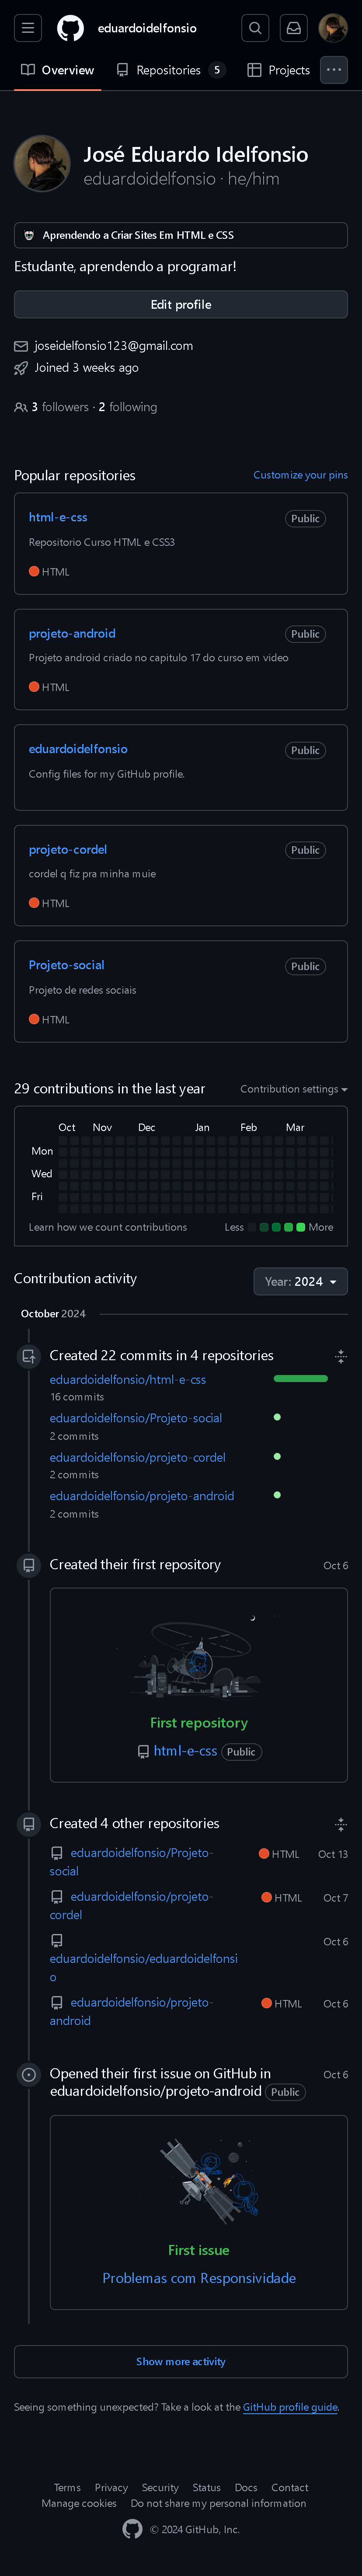 eduardoidelfonsio
Overview Repositories 5 Projects
José Eduardo Idelfonsio
eduardoidelfonsio · he/him
Aprendendo a Criar Sites Em HTML e CSS
Estudante, aprendendo a programar!
Edit profile
joseidelfonsio123@gmail.com
Joined 3 weeks ago
3 followers · 2 following
Popular repositories Customize your pins
html-e-css Public
Repositorio Curso HTML e CSS3
HTML
projeto-android Public
Projeto android criado no capitulo 17 do curso em video
HTML
eduardoidelfonsio Public
Config files for my GitHub profile.
projeto-cordel Public
cordel q fiz pra minha muie
HTML
Projeto-social Public
Projeto de redes sociais
HTML
29 contributions in the last year Contribution settings
Oct Nov Dec Jan Feb Mar
Mon
Wed
Fri
Learn how we count contributions Less More
Contribution activity Year: 2024
October 2024
Created 22 commits in 4 repositories
eduardoidelfonsio/html-e-css
16 commits
eduardoidelfonsio/Projeto-social
2 commits
eduardoidelfonsio/projeto-cordel
2 commits
eduardoidelfonsio/projeto-android
2 commits
Created their first repository Oct 6
First repository
html-e-css Public
Created 4 other repositories
eduardoidelfonsio/Projeto- HTML Oct 13
social
eduardoidelfonsio/projeto- HTML Oct 7
cordel
Oct 6
eduardoidelfonsio/eduardoidelfonsi
o
eduardoidelfonsio/projeto- HTML Oct 6
android
Opened their first issue on GitHub in Oct 6
eduardoidelfonsio/projeto-android Public
First issue
Problemas com Responsividade
Show more activity
Seeing something unexpected? Take a look at the GitHub profile guide.
Terms Privacy Security Status Docs Contact
Manage cookies Do not share my personal information
© 2024 GitHub, Inc.